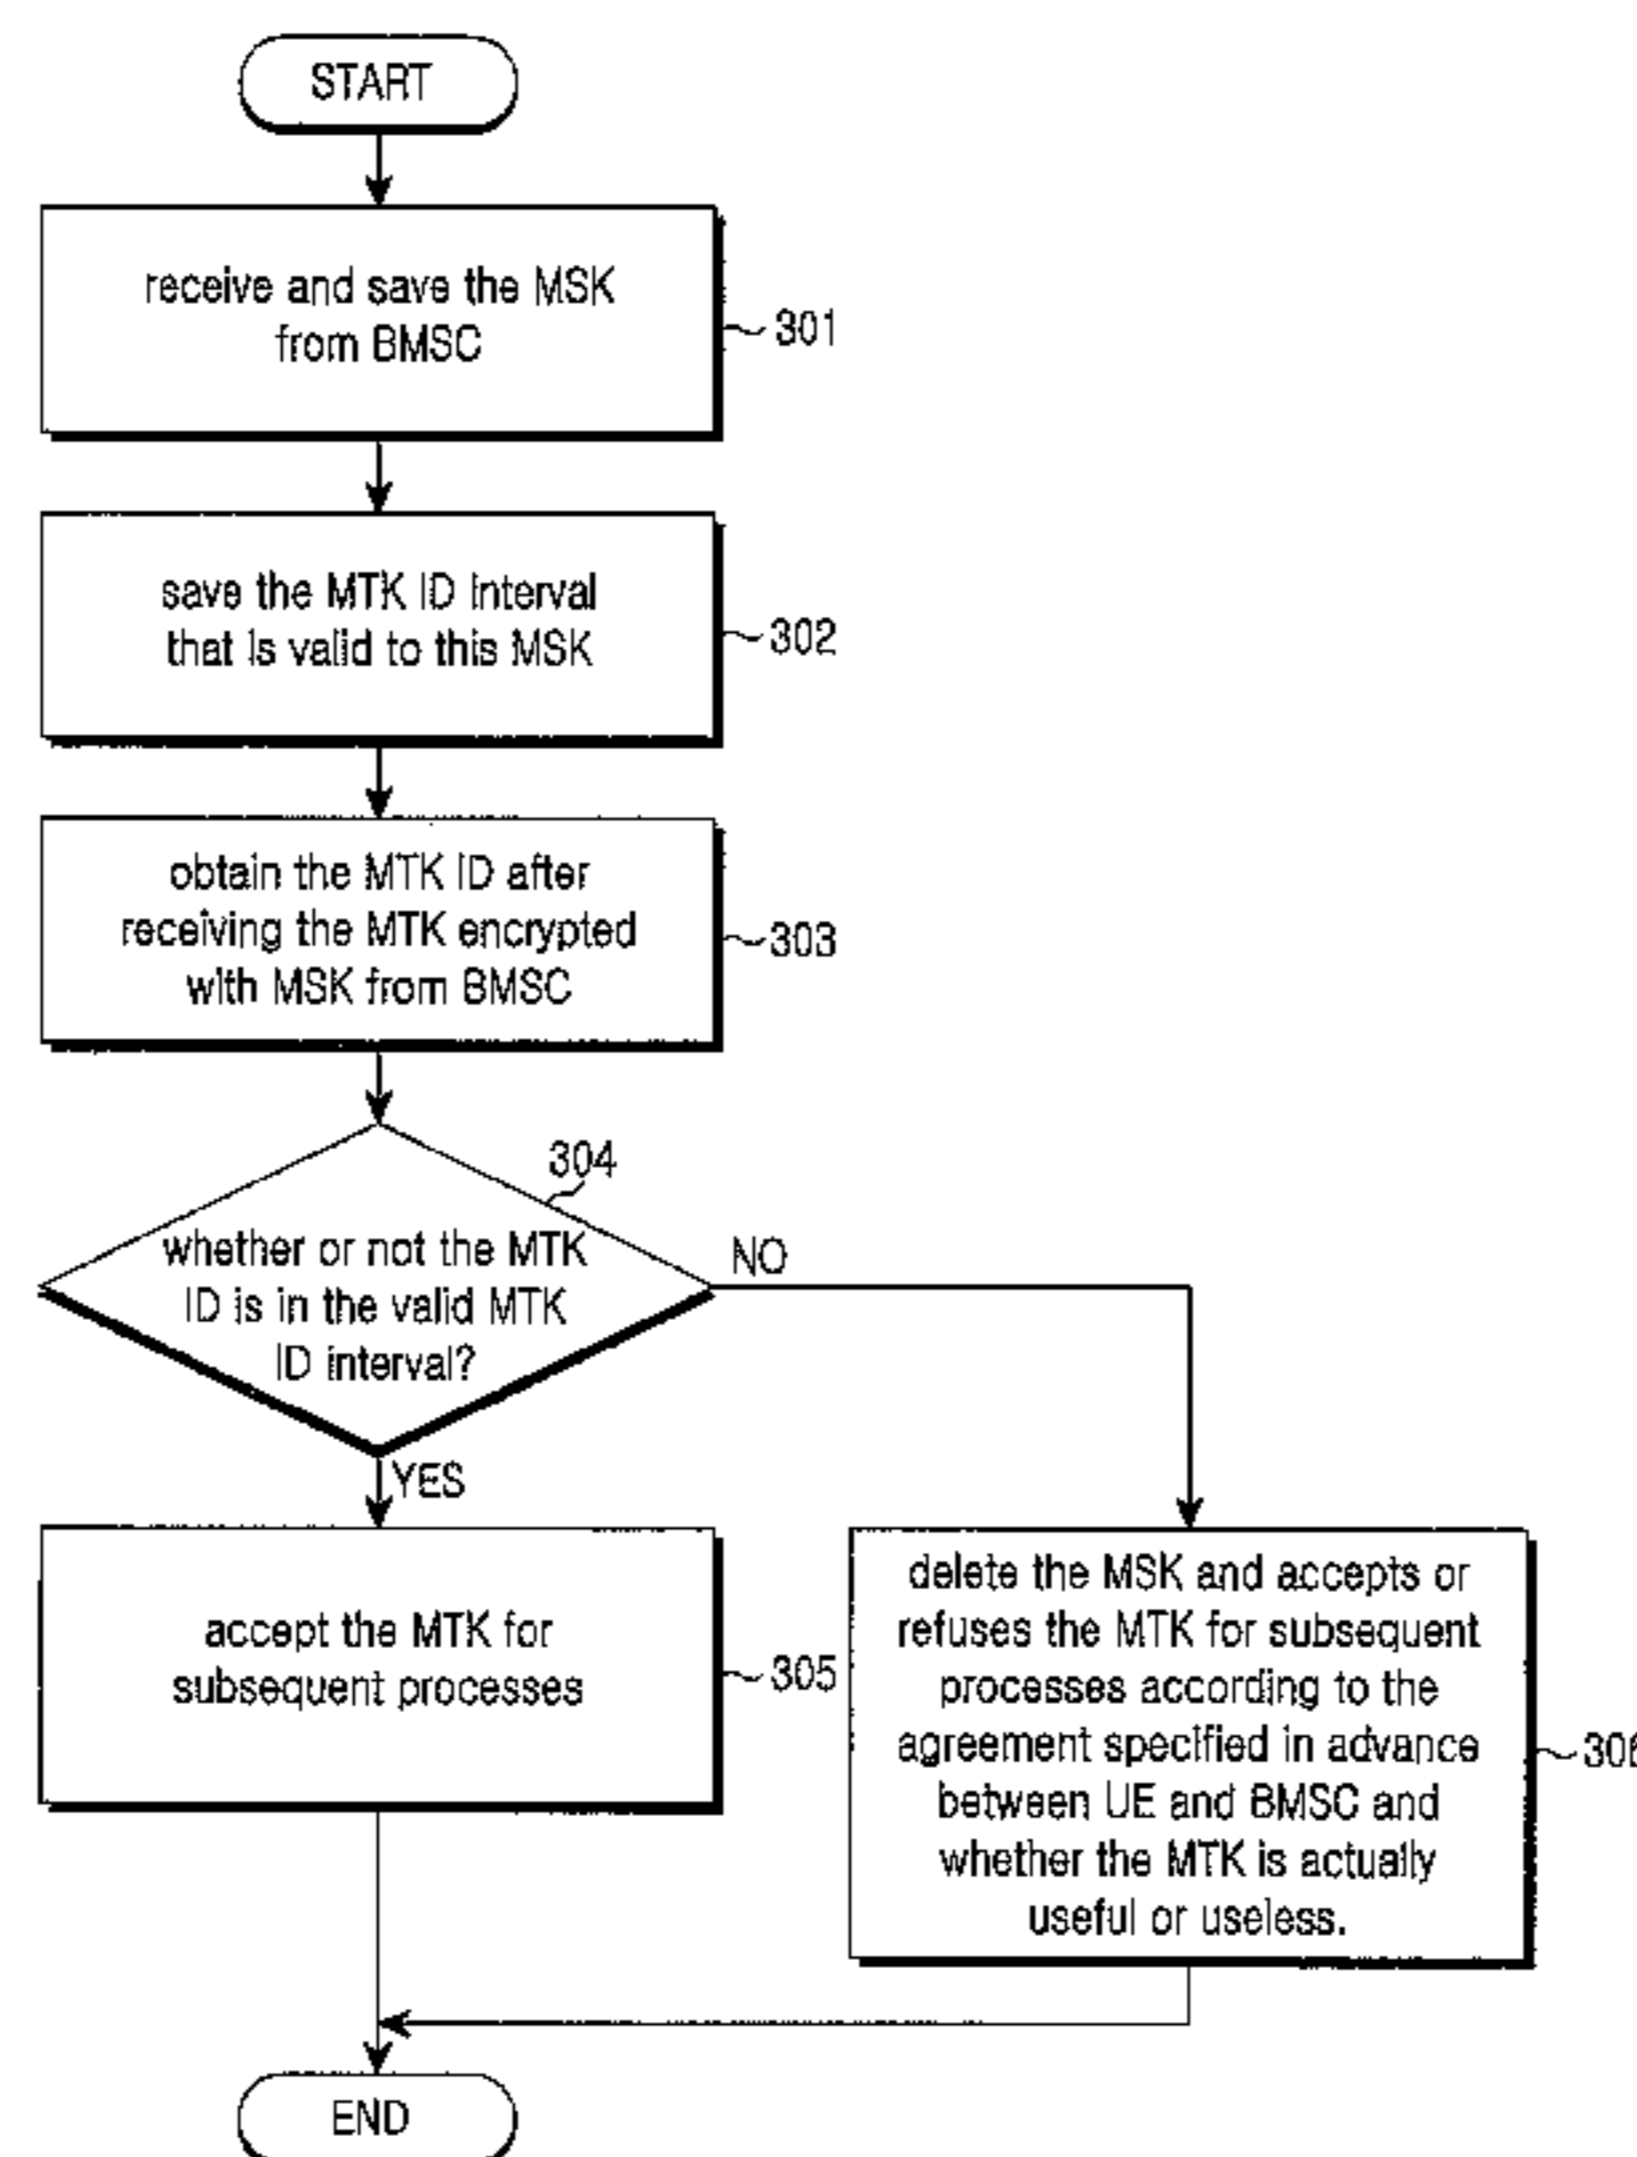 START
receive and save the MSK
from BMSC
301
save the MTK ID interval
that is valid to this MSK
302
obtain the MTK ID after
receiving the MTK encrypted
with MSK from BMSC
303
304
whether or not the MTK
ID is in the valid MTK
ID interval?
NO
YES
accept the MTK for
subsequent processes
305
delete the MSK and accepts or
refuses the MTK for subsequent
processes according to the
agreement specified in advance
between UE and BMSC and
whether the MTK is actually
useful or useless.
306
END